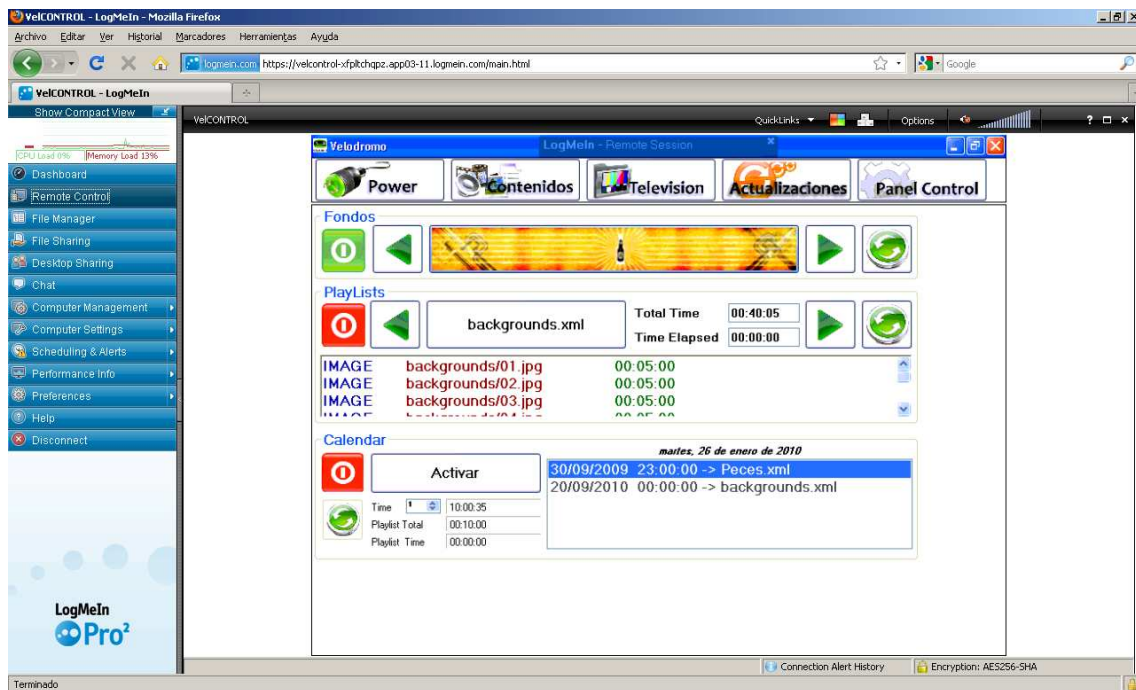 VelCONTROL - LogMeIn - Mozilla Firefox
Archivo Editar Ver Historial Marcadores Herramientas Ayuda
logmein.com https://velcontrol-xfpltchqpz.app03-11.logmein.com/main.html Google
VelCONTROL - LogMeIn
Show Compact View
VelCONTROL QuickLinks Options ?
CPU Load 0% Memory Load 13%
Dashboard
Remote Control
File Manager
File Sharing
Desktop Sharing
Chat
Computer Management
Computer Settings
Scheduling & Alerts
Performance Info
Preferences
Help
Disconnect
LogMeIn
Pro²
Velodromo LogMeIn - Remote Session
Power Contenidos Television Actualizaciones Panel Control
Fondos
PlayLists
backgrounds.xml
Total Time 00:40:05
Time Elapsed 00:00:00
IMAGE backgrounds/01.jpg 00:05:00
IMAGE backgrounds/02.jpg 00:05:00
IMAGE backgrounds/03.jpg 00:05:00
Calendar
martes, 26 de enero de 2010
Activar
30/09/2009 23:00:00 -> Peces.xml
20/09/2010 00:00:00 -> backgrounds.xml
Time 1 10:00:35
Playlist Total 00:10:00
Playlist Time 00:00:00
Connection Alert History Encryption: AES256-SHA
Terminado